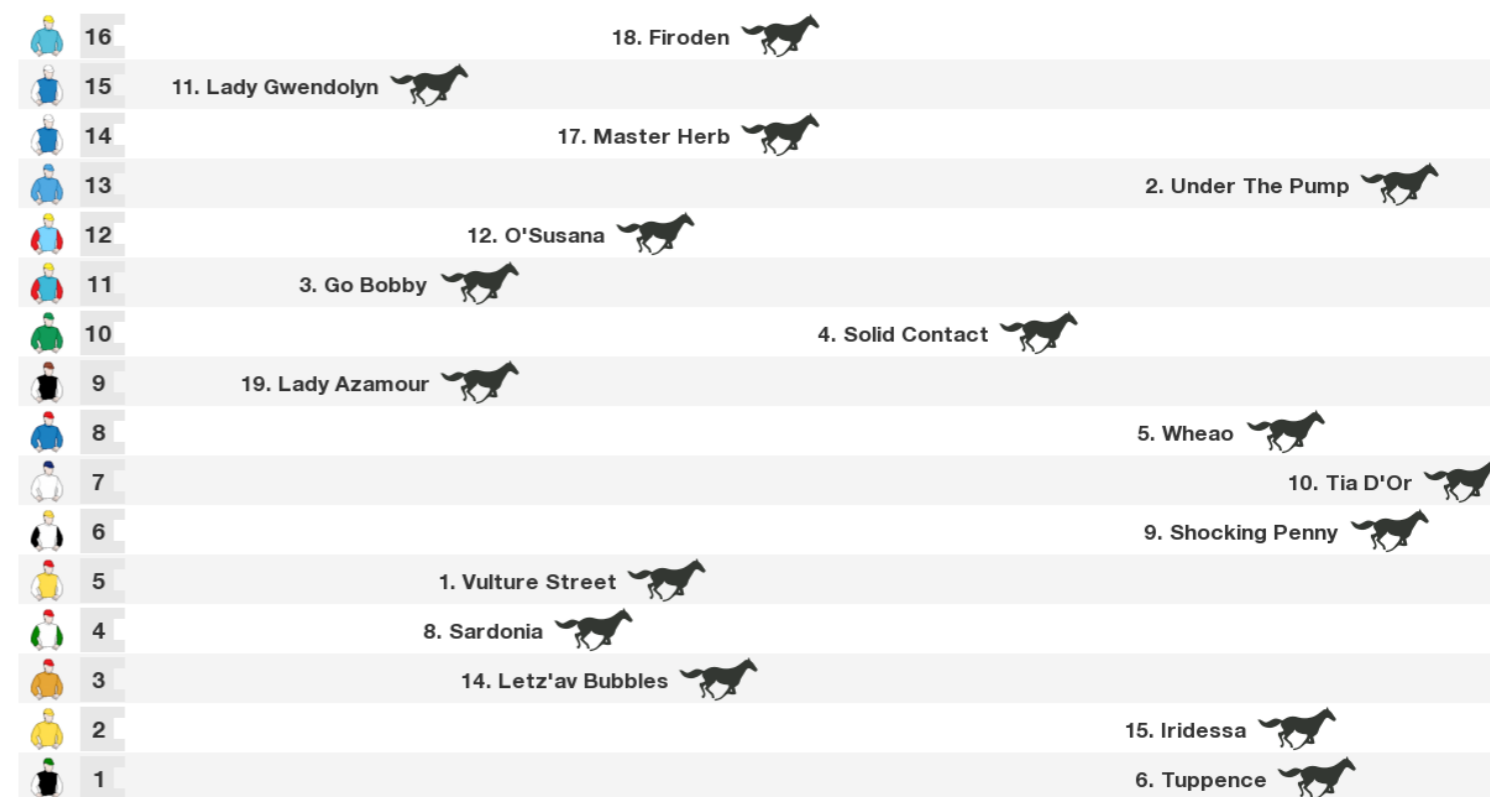 16 18. Firoden
15 11. Lady Gwendolyn
14 17. Master Herb
13 2. Under The Pump
12 12. O'Susana
11 3. Go Bobby
10 4. Solid Contact
9 19. Lady Azamour
8 5. Wheao
7 10. Tia D'Or
6 9. Shocking Penny
5 1. Vulture Street
4 8. Sardonia
3 14. Letz'av Bubbles
2 15. Iridessa
1 6. Tuppence